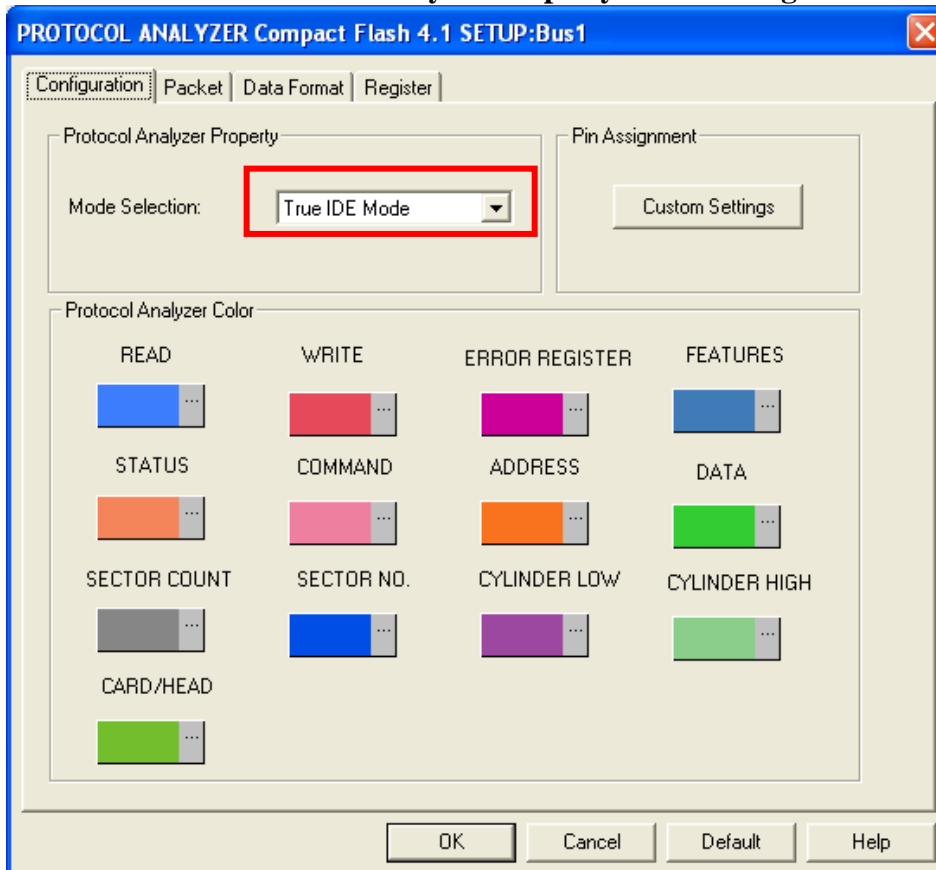 PROTOCOL ANALYZER Compact Flash 4.1 SETUP:Bus1
Configuration Packet Data Format Register
Protocol Analyzer Property Pin Assignment
Mode Selection: True IDE Mode Custom Settings
Protocol Analyzer Color
READ WRITE ERROR REGISTER FEATURES
... ... ... ...
STATUS COMMAND ADDRESS DATA
... ... ... ...
SECTOR COUNT SECTOR NO. CYLINDER LOW CYLINDER HIGH
... ... ... ...
CARD/HEAD
...
OK Cancel Default Help